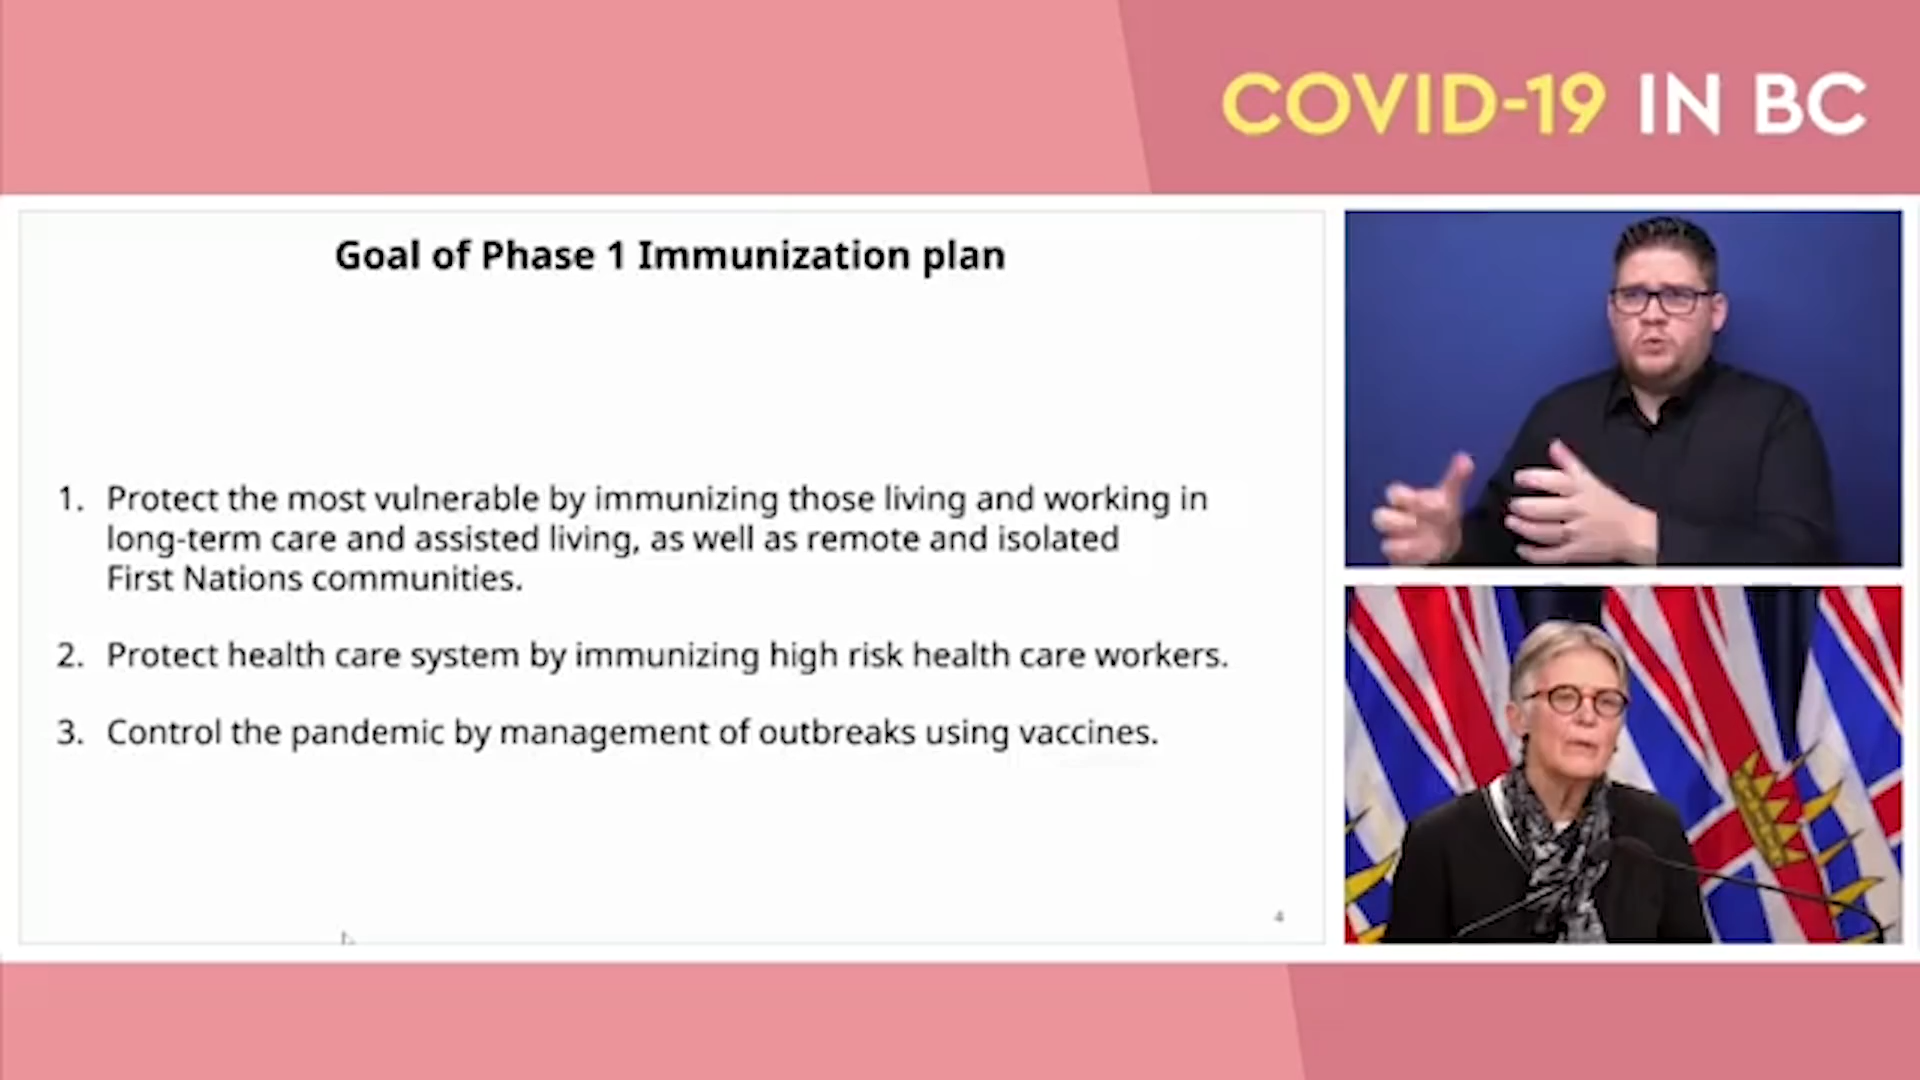 COVID-19 IN BC
Goal of Phase 1 Immunization plan
1. Protect the most vulnerable by immunizing those living and working in
long-term care and assisted living, as well as remote and isolated
First Nations communities.
2. Protect health care system by immunizing high risk health care workers.
3. Control the pandemic by management of outbreaks using vaccines.
4